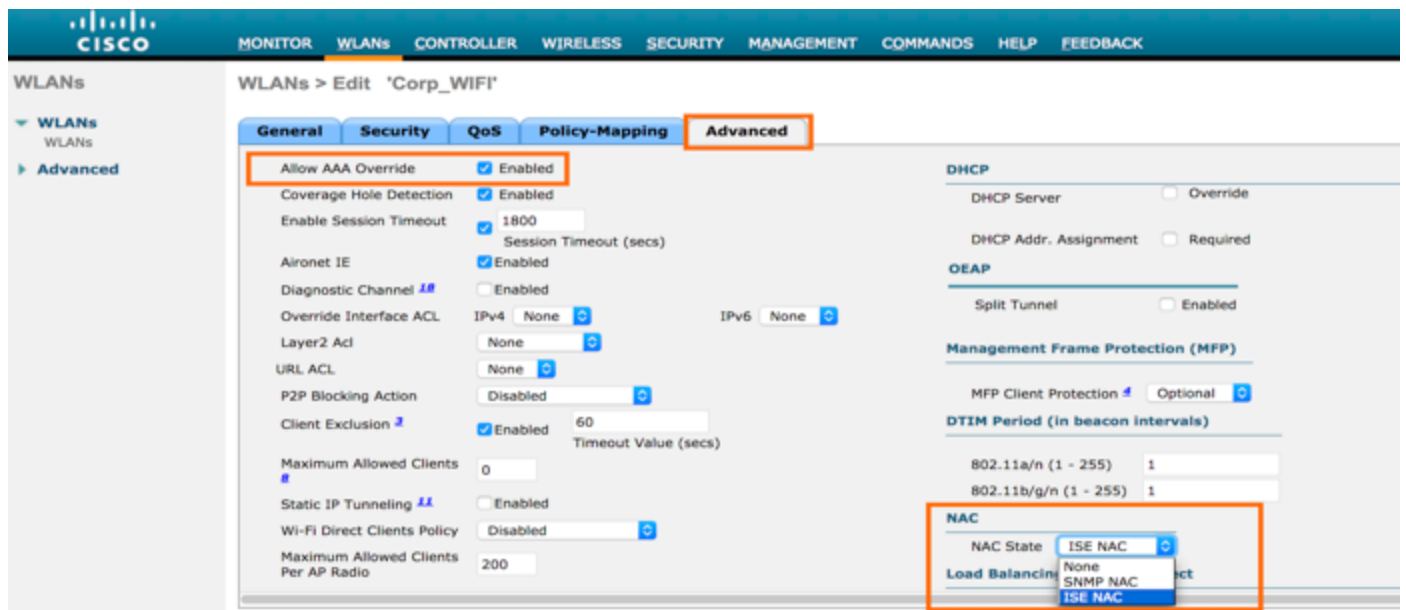 CISCO
MONITOR WLANs CONTROLLER WIRELESS SECURITY MANAGEMENT COMMANDS HELP FEEDBACK
WLANs
WLANs
WLANs
Advanced
WLANs > Edit 'Corp_WIFI'
General Security QoS Policy-Mapping Advanced
Allow AAA Override Enabled
Coverage Hole Detection Enabled
Enable Session Timeout 1800
Session Timeout (secs)
Aironet IE Enabled
Diagnostic Channel 18 Enabled
Override Interface ACL IPv4 None IPv6 None
Layer2 Acl None
URL ACL None
P2P Blocking Action Disabled
Client Exclusion 3 Enabled 60
Timeout Value (secs)
Maximum Allowed Clients
8 0
Static IP Tunneling 11 Enabled
Wi-Fi Direct Clients Policy Disabled
Maximum Allowed Clients
Per AP Radio 200
DHCP
DHCP Server Override
DHCP Addr. Assignment Required
OEAP
Split Tunnel Enabled
Management Frame Protection (MFP)
MFP Client Protection 4 Optional
DTIM Period (in beacon intervals)
802.11a/n (1 - 255) 1
802.11b/g/n (1 - 255) 1
NAC
NAC State ISE NAC
None
SNMP NAC
ISE NAC
Load